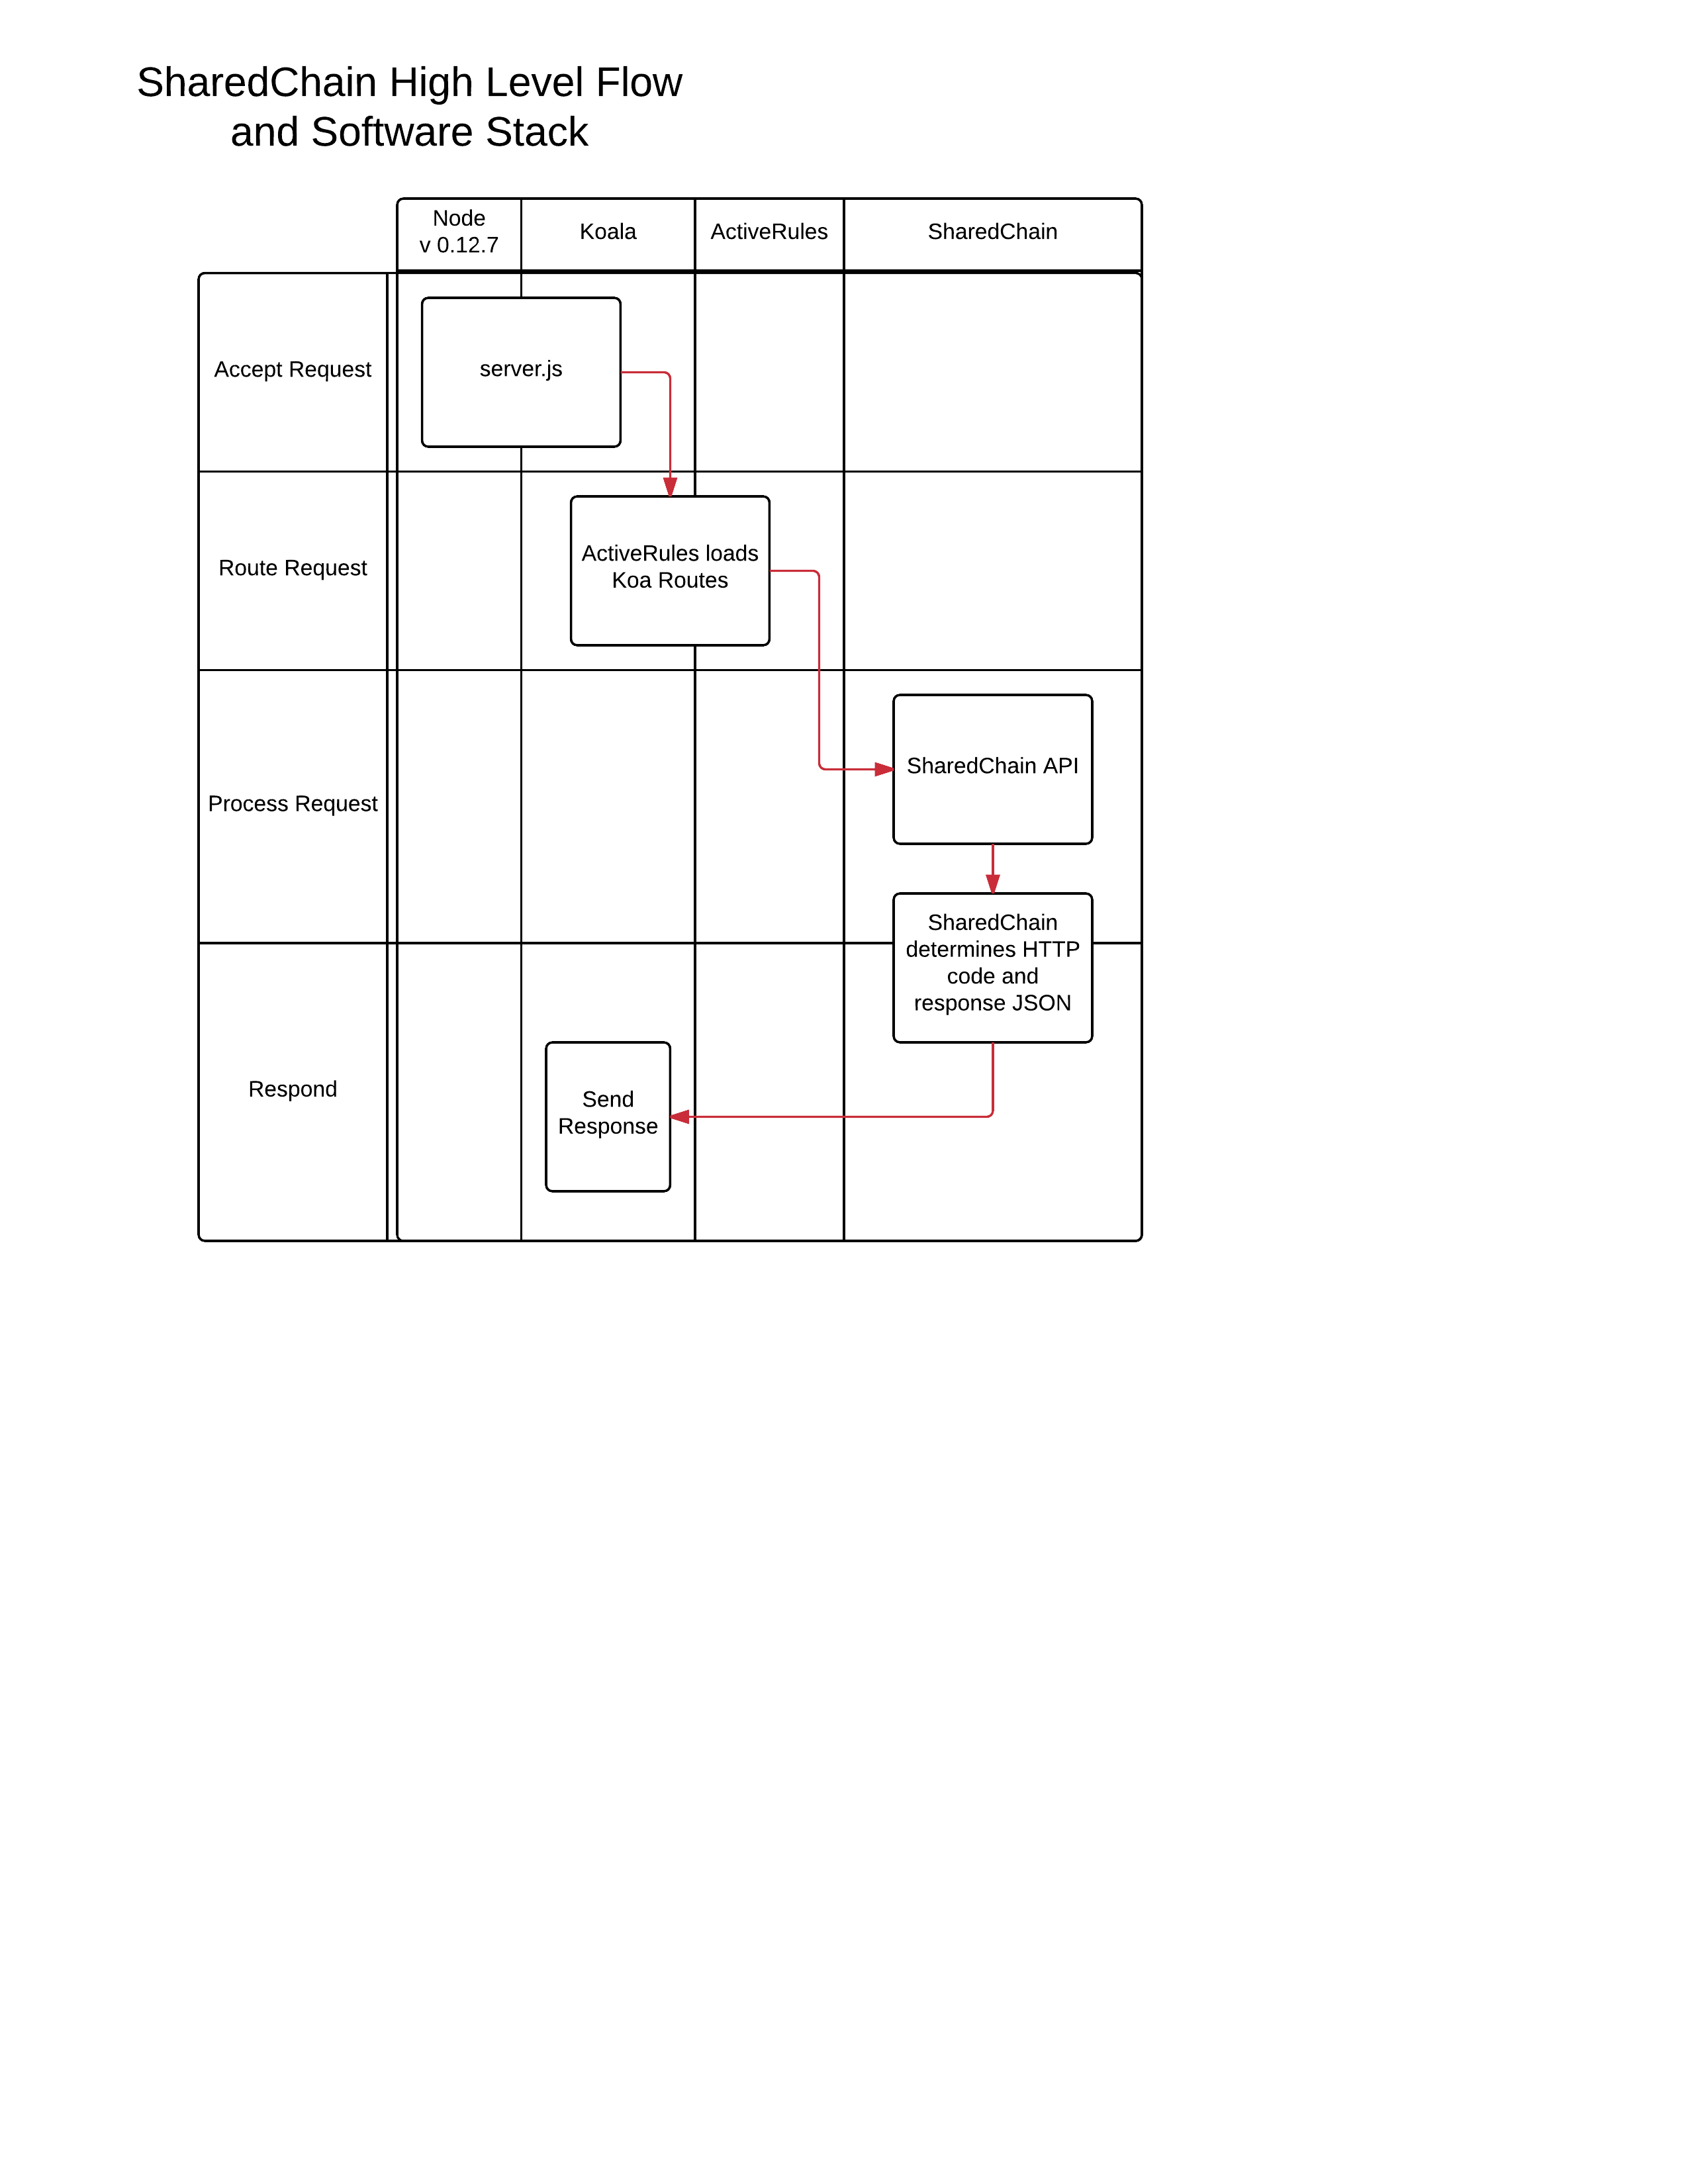 SharedChain High Level Flow
and Software Stack
Node
v 0.12.7
Koala
ActiveRules
SharedChain
Accept Request
server.js
Route Request
ActiveRules loads
Koa Routes
Process Request
SharedChain API
SharedChain
determines HTTP
code and
response JSON
Respond
Send
Response